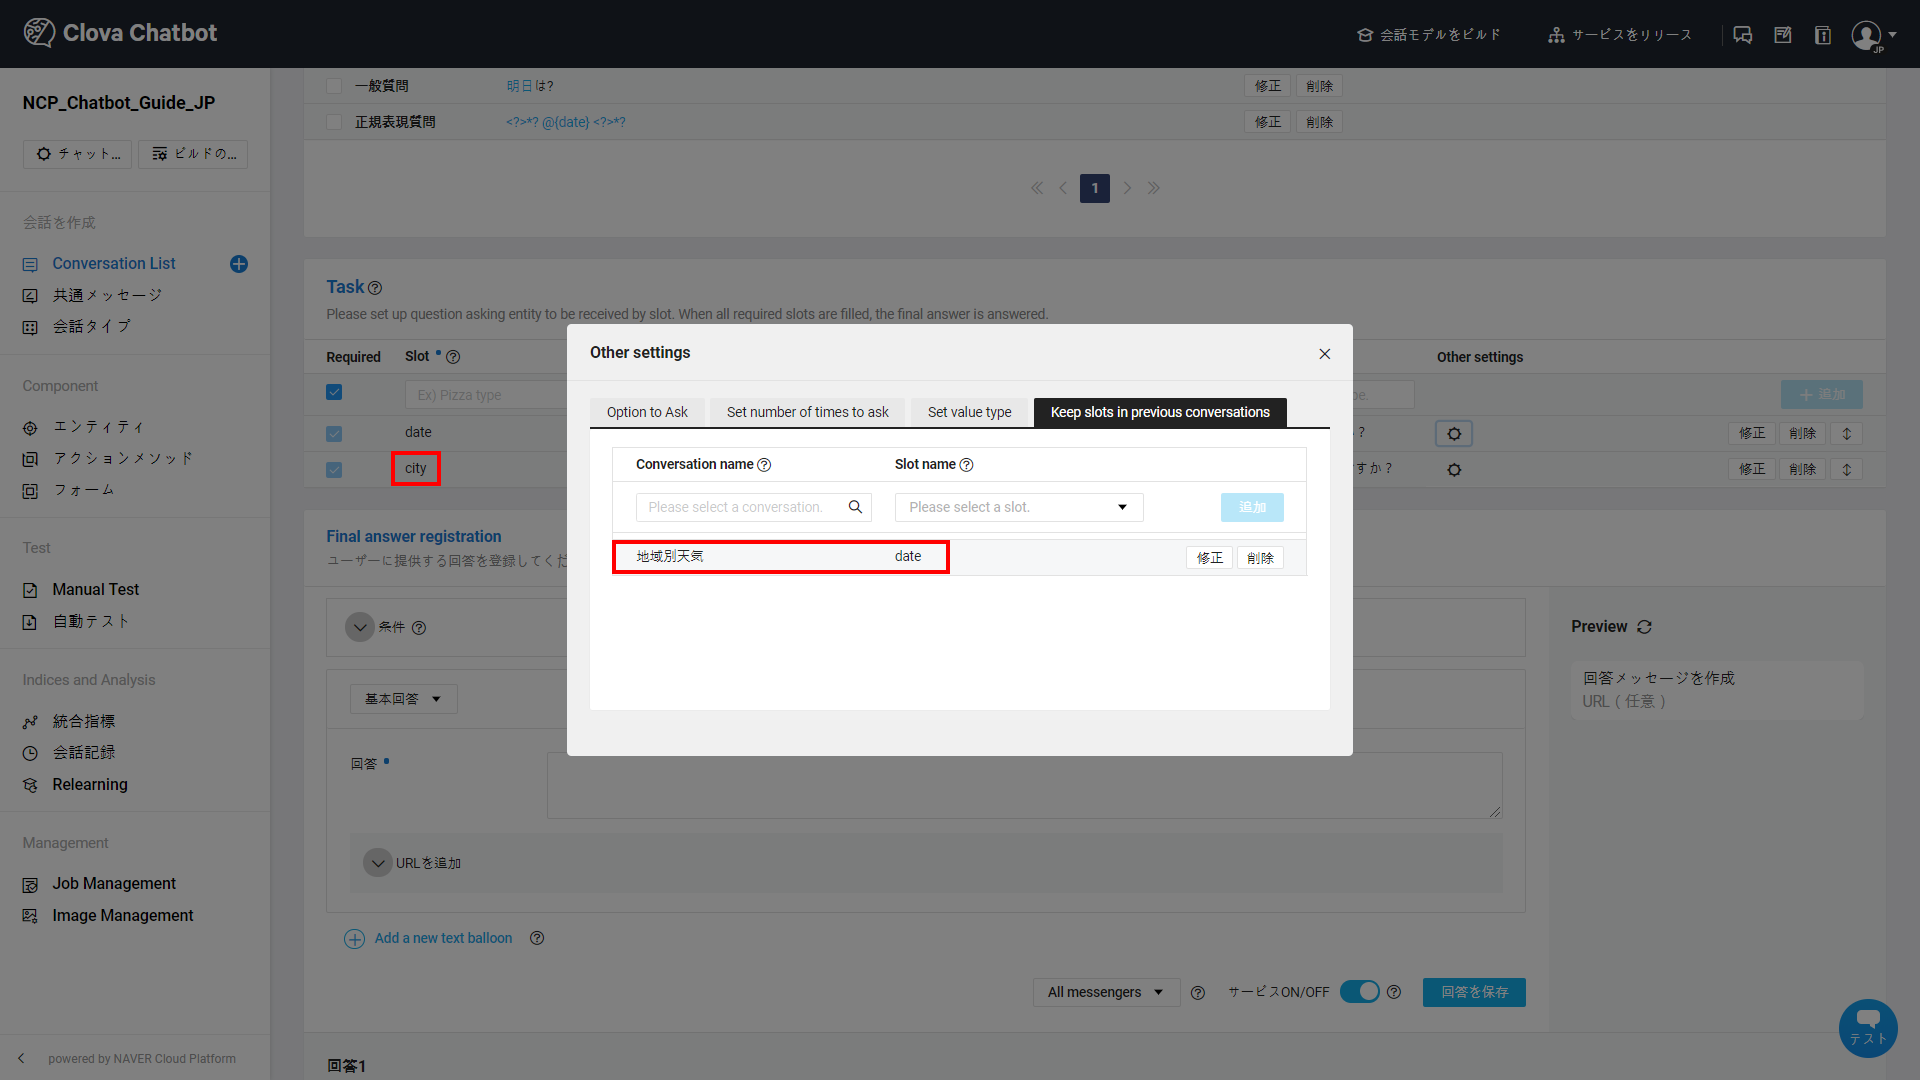 Clova Chatbot
会話モデルをビルド
サービスをリリース
JP
NCP_Chatbot_Guide_JP
チャット...
ビルドの...
会話を作成
Conversation List
共通メッセージ
会話タイプ
Component
エンティティ
アクションメソッド
フォーム
Test
Manual Test
自動テスト
Indices and Analysis
統合指標
会話記録
Relearning
Management
Job Management
Image Management
powered by NAVER Cloud Platform
一般質問 明日は? 修正 削除
正規表現質問 <?>*? @{date} <?>*? 修正 削除
1
Task
Please set up question asking entity to be received by slot. When all required slots are filled, the final answer is answered.
Required Slot Other settings
Ex) Pizza type pe. + 追加
date ? 修正 削除
city すか? 修正 削除
Other settings
Option to Ask
Set number of times to ask
Set value type
Keep slots in previous conversations
Conversation name Slot name
Please select a conversation. Please select a slot. 追加
地域別天気 date 修正 削除
Final answer registration
ユーザーに提供する回答を登録してくだ
条件
基本回答
回答
URLを追加
Add a new text balloon
All messengers
サービスON/OFF
回答を保存
Preview
回答メッセージを作成
URL ( 任意 )
テスト
回答1